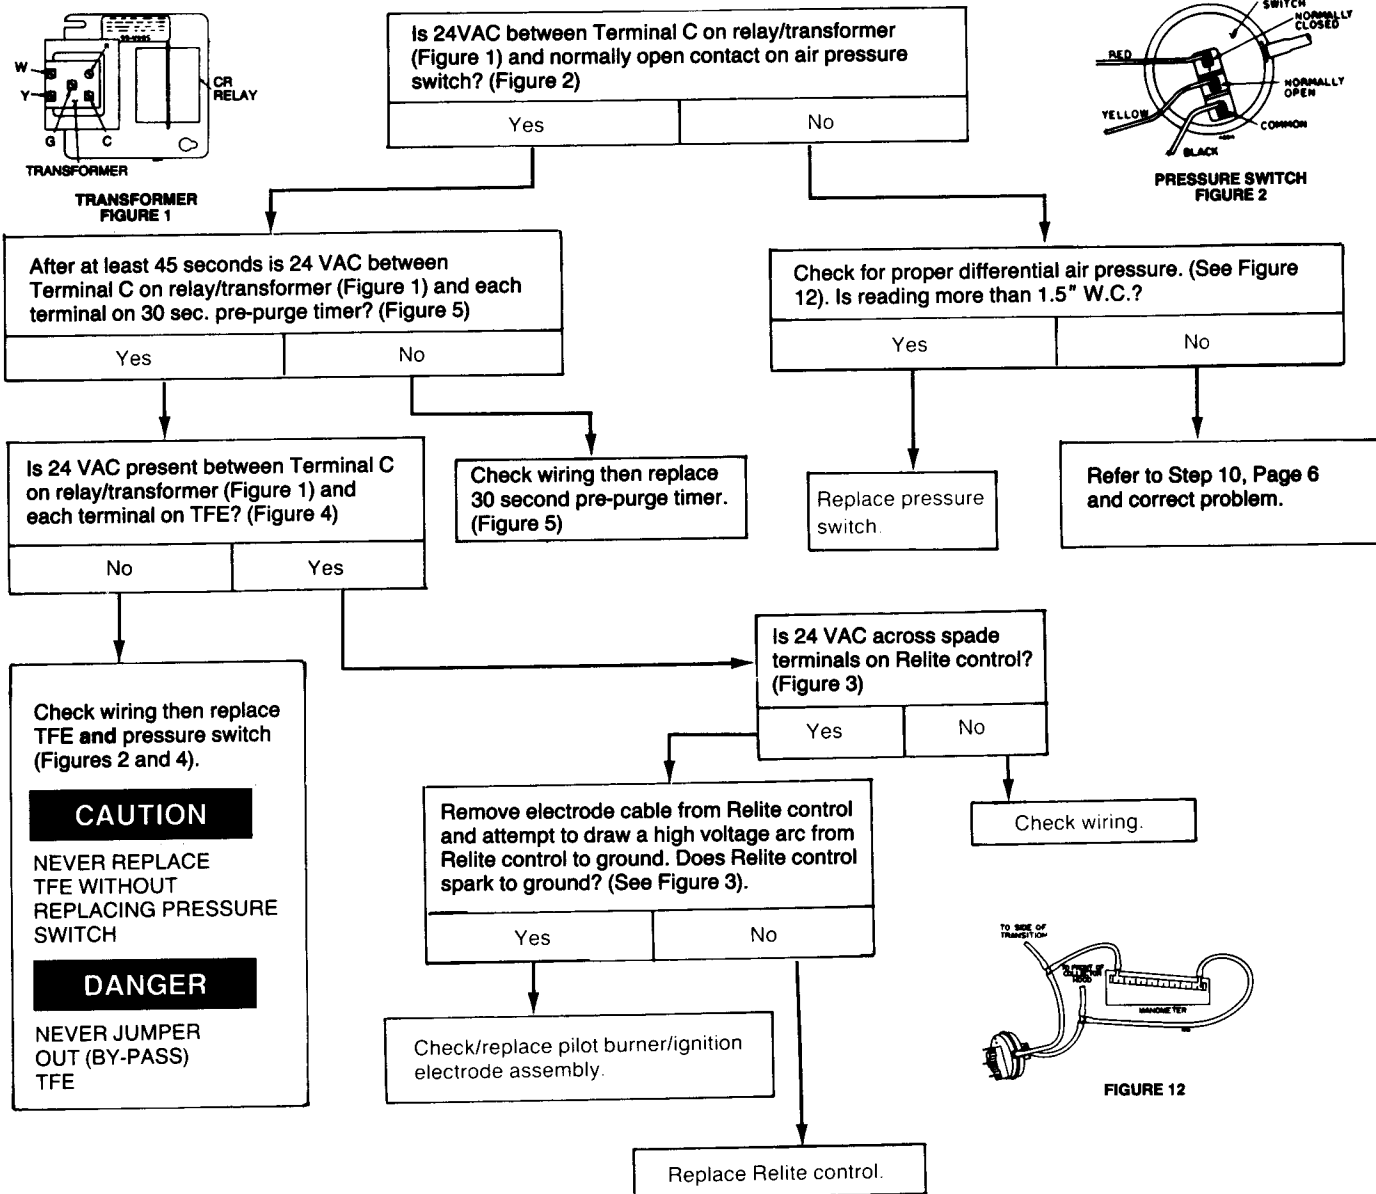 W
Y
G
C
CR
RELAY
TRANSFORMER
TRANSFORMER
FIGURE 1
Is 24VAC between Terminal C on relay/transformer
(Figure 1) and normally open contact on air pressure
switch? (Figure 2)
Yes
No
SWITCH
NORMALLY
CLOSED
RED
NORMALLY
OPEN
YELLOW
COMMON
BLACK
PRESSURE SWITCH
FIGURE 2
After at least 45 seconds is 24 VAC between
Terminal C on relay/transformer (Figure 1) and each
terminal on 30 sec. pre-purge timer? (Figure 5)
Yes
No
Check for proper differential air pressure. (See Figure
12). Is reading more than 1.5" W.C.?
Yes
No
Is 24 VAC present between Terminal C
on relay/transformer (Figure 1) and
each terminal on TFE? (Figure 4)
No
Yes
Check wiring then replace
30 second pre-purge timer.
(Figure 5)
Replace pressure
switch.
Refer to Step 10, Page 6
and correct problem.
Check wiring then replace
TFE and pressure switch
(Figures 2 and 4).
CAUTION
NEVER REPLACE
TFE WITHOUT
REPLACING PRESSURE
SWITCH
DANGER
NEVER JUMPER
OUT (BY-PASS)
TFE
Is 24 VAC across spade
terminals on Relite control?
(Figure 3)
Yes
No
Remove electrode cable from Relite control
and attempt to draw a high voltage arc from
Relite control to ground. Does Relite control
spark to ground? (See Figure 3).
Yes
No
Check wiring.
Check/replace pilot burner/ignition
electrode assembly.
Replace Relite control.
TO SIDE OF
TRANSITION
TO FRONT OF
COLLECTOR
HOOD
MANOMETER
FIGURE 12